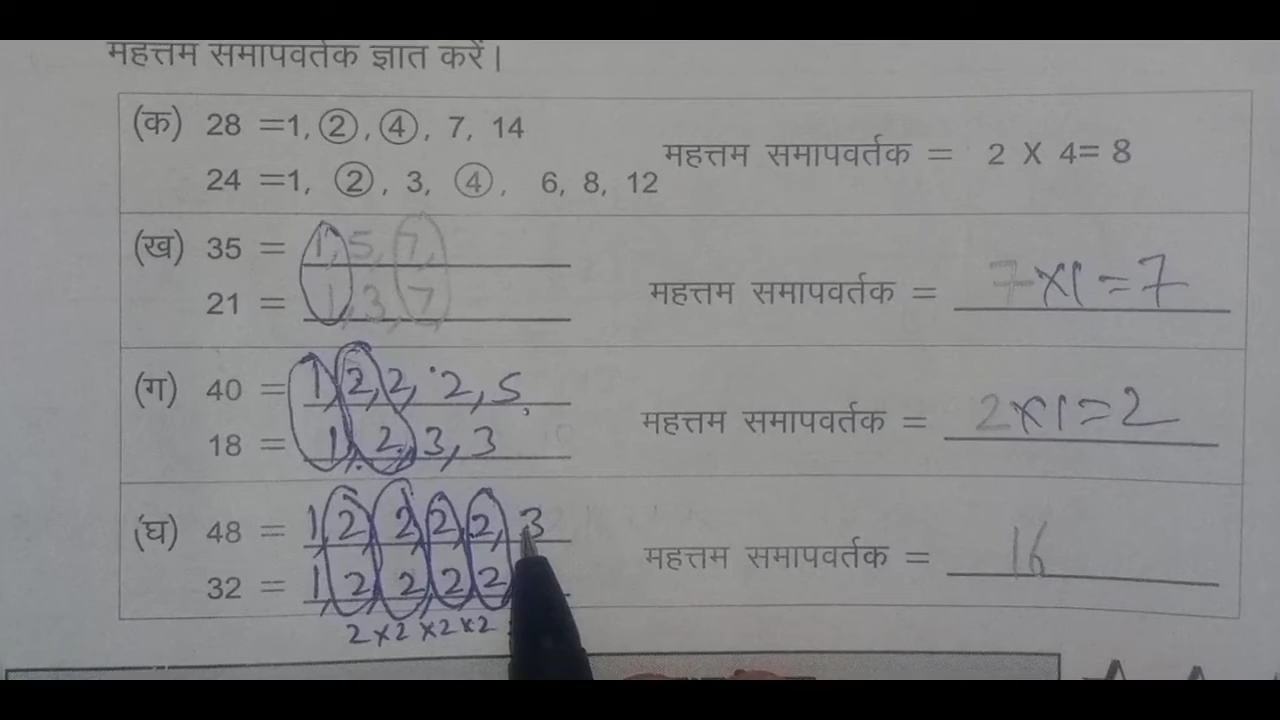 महत्तम समापवर्तक ज्ञात करें।
(क) 28 =1, 2, 4, 7, 14
24 =1, 2, 3, 4, 6, 8, 12
महत्तम समापवर्तक = 2 X 4= 8
(ख) 35 = 1, 5, 7,
21 = 1, 3, 7
महत्तम समापवर्तक = 7×1=7
(ग) 40 = 1, 2, 2, 2, 5,
18 = 1, 2, 3, 3
महत्तम समापवर्तक = 2×1=2
(घ) 48 = 1, 2, 2, 2, 2, 3
32 = 1, 2, 2, 2, 2
महत्तम समापवर्तक = 16
2×2×2×2